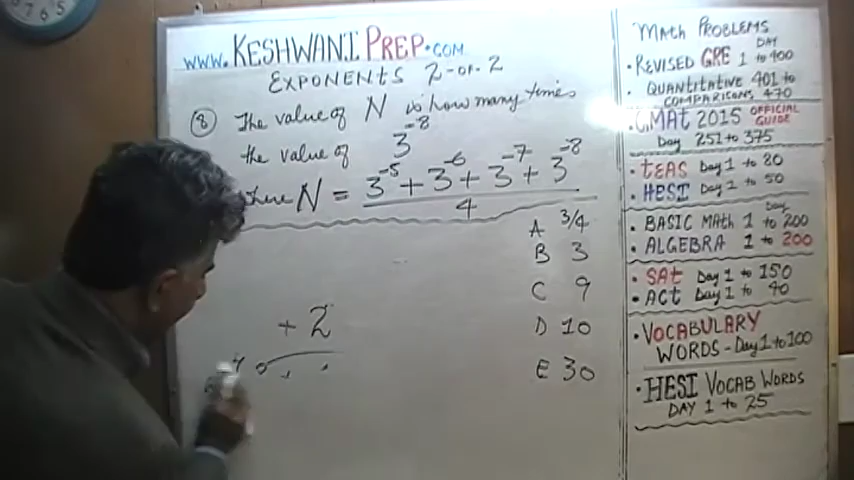 www.KESHWANIPREP.COM
EXPONENTS 2-OF-2
8 The value of N is how many times
the value of 3^-8
where N = 3^-5 + 3^-6 + 3^-7 + 3^-8
4
A 3/4
B 3
C 9
D 10
E 30
+ 2
MATH PROBLEMS
DAY
• REVISED GRE 1 to 400
• QUANTITATIVE 401 to
COMPARISONS 470
• GMAT 2015 OFFICIAL GUIDE
Day 251 to 375
• TEAS Day 1 to 80
• HESI Day 1 to 50
Day
• BASIC MATH 1 to 200
• ALGEBRA 1 to 200
• SAT Day 1 to 150
• ACT Day 1 to 40
• VOCABULARY
WORDS - Day 1 to 100
• HESI VOCAB WORDS
DAY 1 to 25
7 6 5